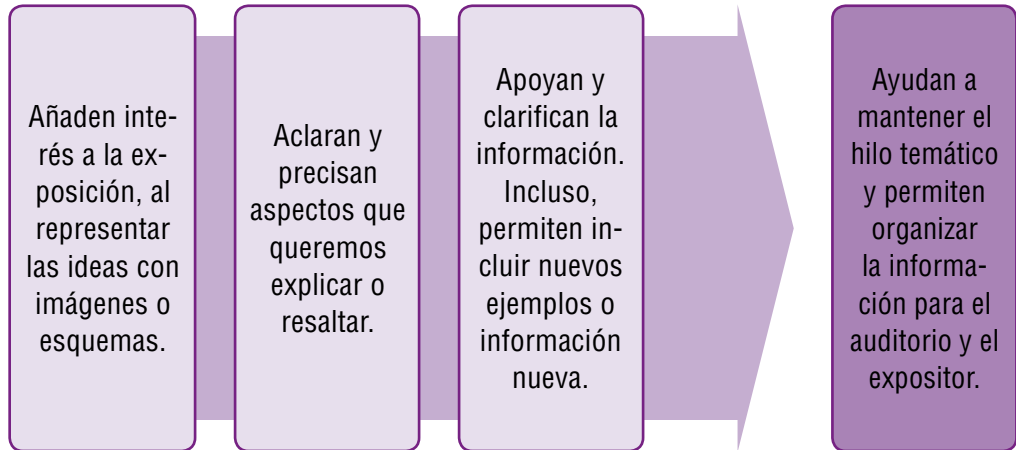 Añaden inte-
rés a la ex-
posición, al
representar
las ideas con
imágenes o
esquemas.
Aclaran y
precisan
aspectos que
queremos
explicar o
resaltar.
Apoyan y
clarifican la
información.
Incluso,
permiten in-
cluir nuevos
ejemplos o
información
nueva.
Ayudan a
mantener el
hilo temático
y permiten
organizar
la informa-
ción para el
auditorio y el
expositor.